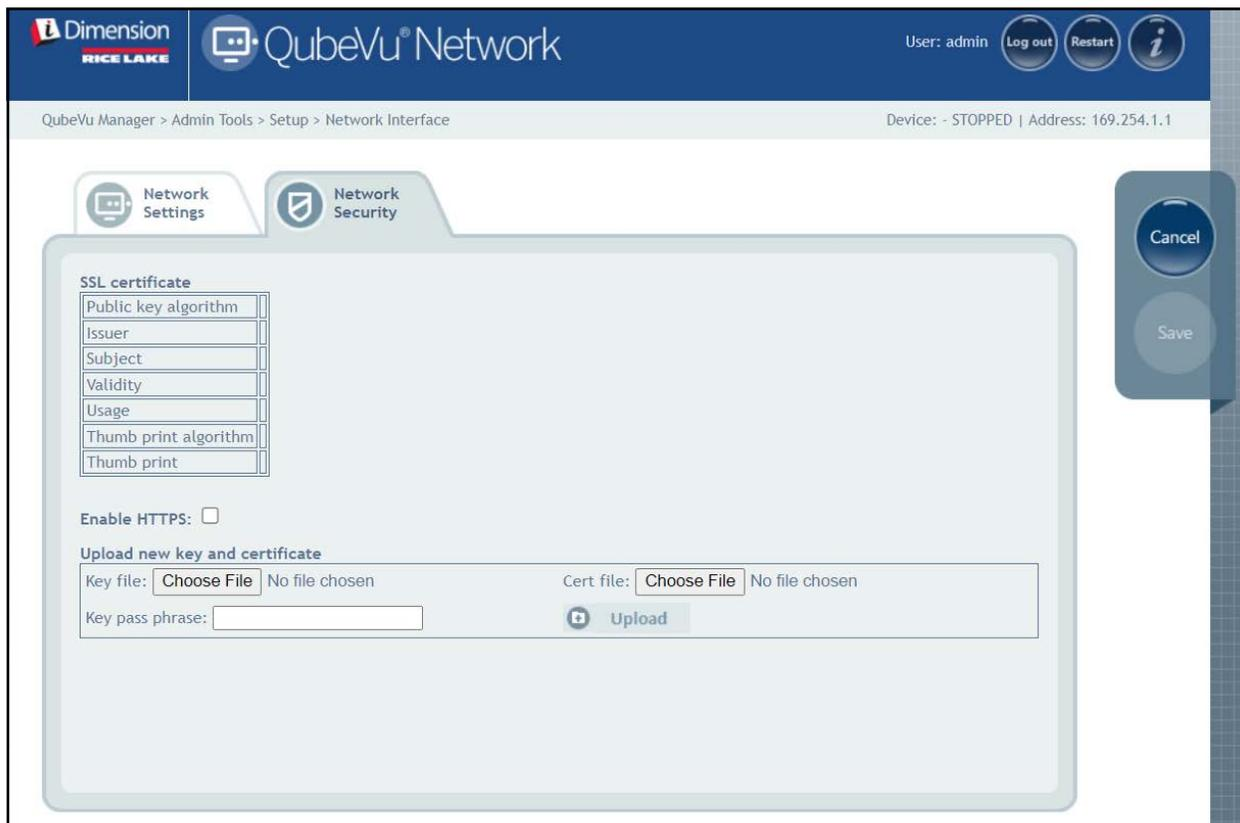 i Dimension
RICE LAKE
QubeVu® Network
User: admin
Log out
Restart
i
QubeVu Manager > Admin Tools > Setup > Network Interface
Device: - STOPPED | Address: 169.254.1.1
Network
Settings
Network
Security
Cancel
Save
SSL certificate
Public key algorithm
Issuer
Subject
Validity
Usage
Thumb print algorithm
Thumb print
Enable HTTPS:
Upload new key and certificate
Key file: Choose File No file chosen
Cert file: Choose File No file chosen
Key pass phrase:
Upload